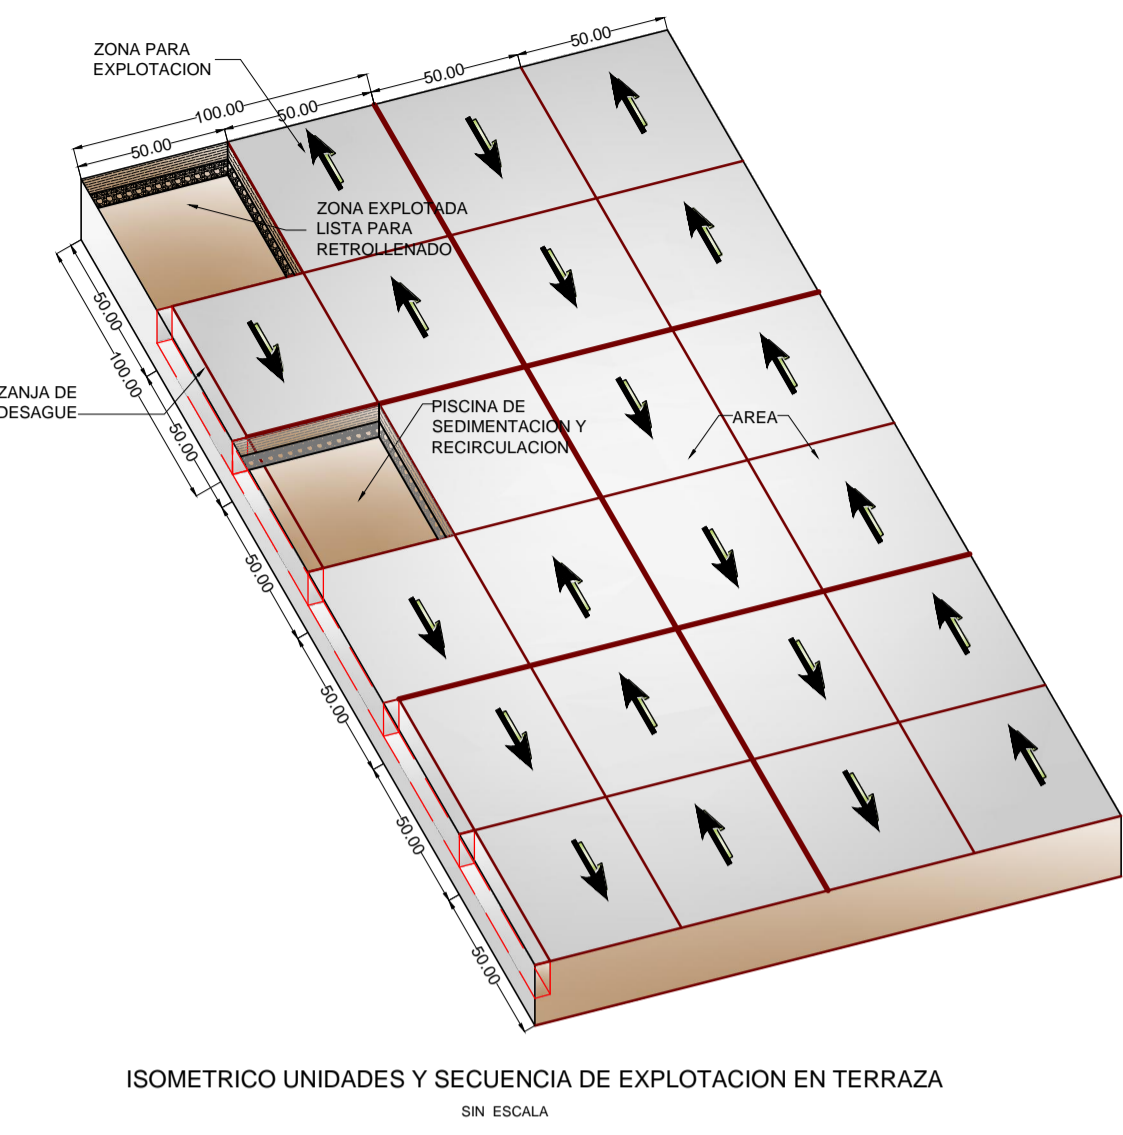 50.00
ZONA PARA
EXPLOTACION
50.00
100.00
50.00
50.00
ZONA EXPLOTADA
LISTA PARA
RETROLLENADO
50.00
100.00
50.00
ZANJA DE
DESAGUE
PISCINA DE
SEDIMENTACION Y
RECIRCULACION
AREA
50.00
50.00
50.00
50.00
ISOMETRICO UNIDADES Y SECUENCIA DE EXPLOTACION EN TERRAZA
SIN ESCALA